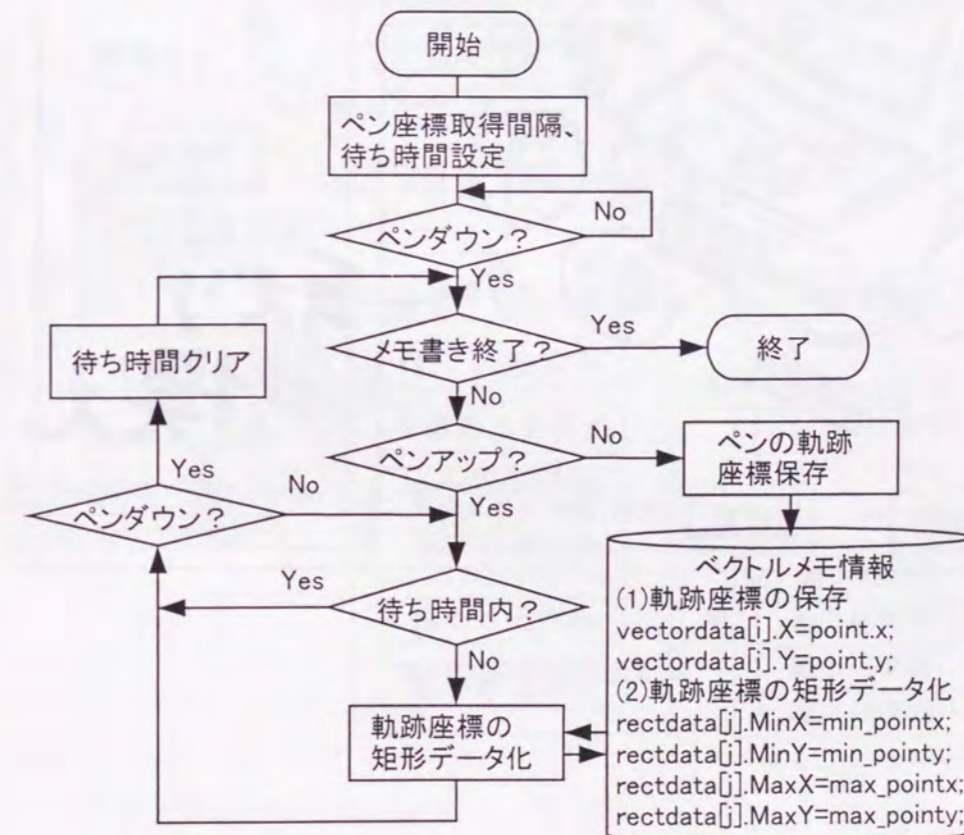 開始
ペン座標取得間隔、
待ち時間設定
No
ペンダウン？
Yes
待ち時間クリア
メモ書き終了？
Yes
終了
No
ペンアップ？
No
ペンの軌跡
座標保存
Yes
Yes
ペンダウン？
No
Yes
待ち時間内？
No
軌跡座標の
矩形データ化
ベクトルメモ情報
(1)軌跡座標の保存
vectordata[i].X=point.x;
vectordata[i].Y=point.y;
(2)軌跡座標の矩形データ化
rectdata[j].MinX=min_pointx;
rectdata[j].MinY=min_pointy;
rectdata[j].MaxX=max_pointx;
rectdata[j].MaxY=max_pointy;